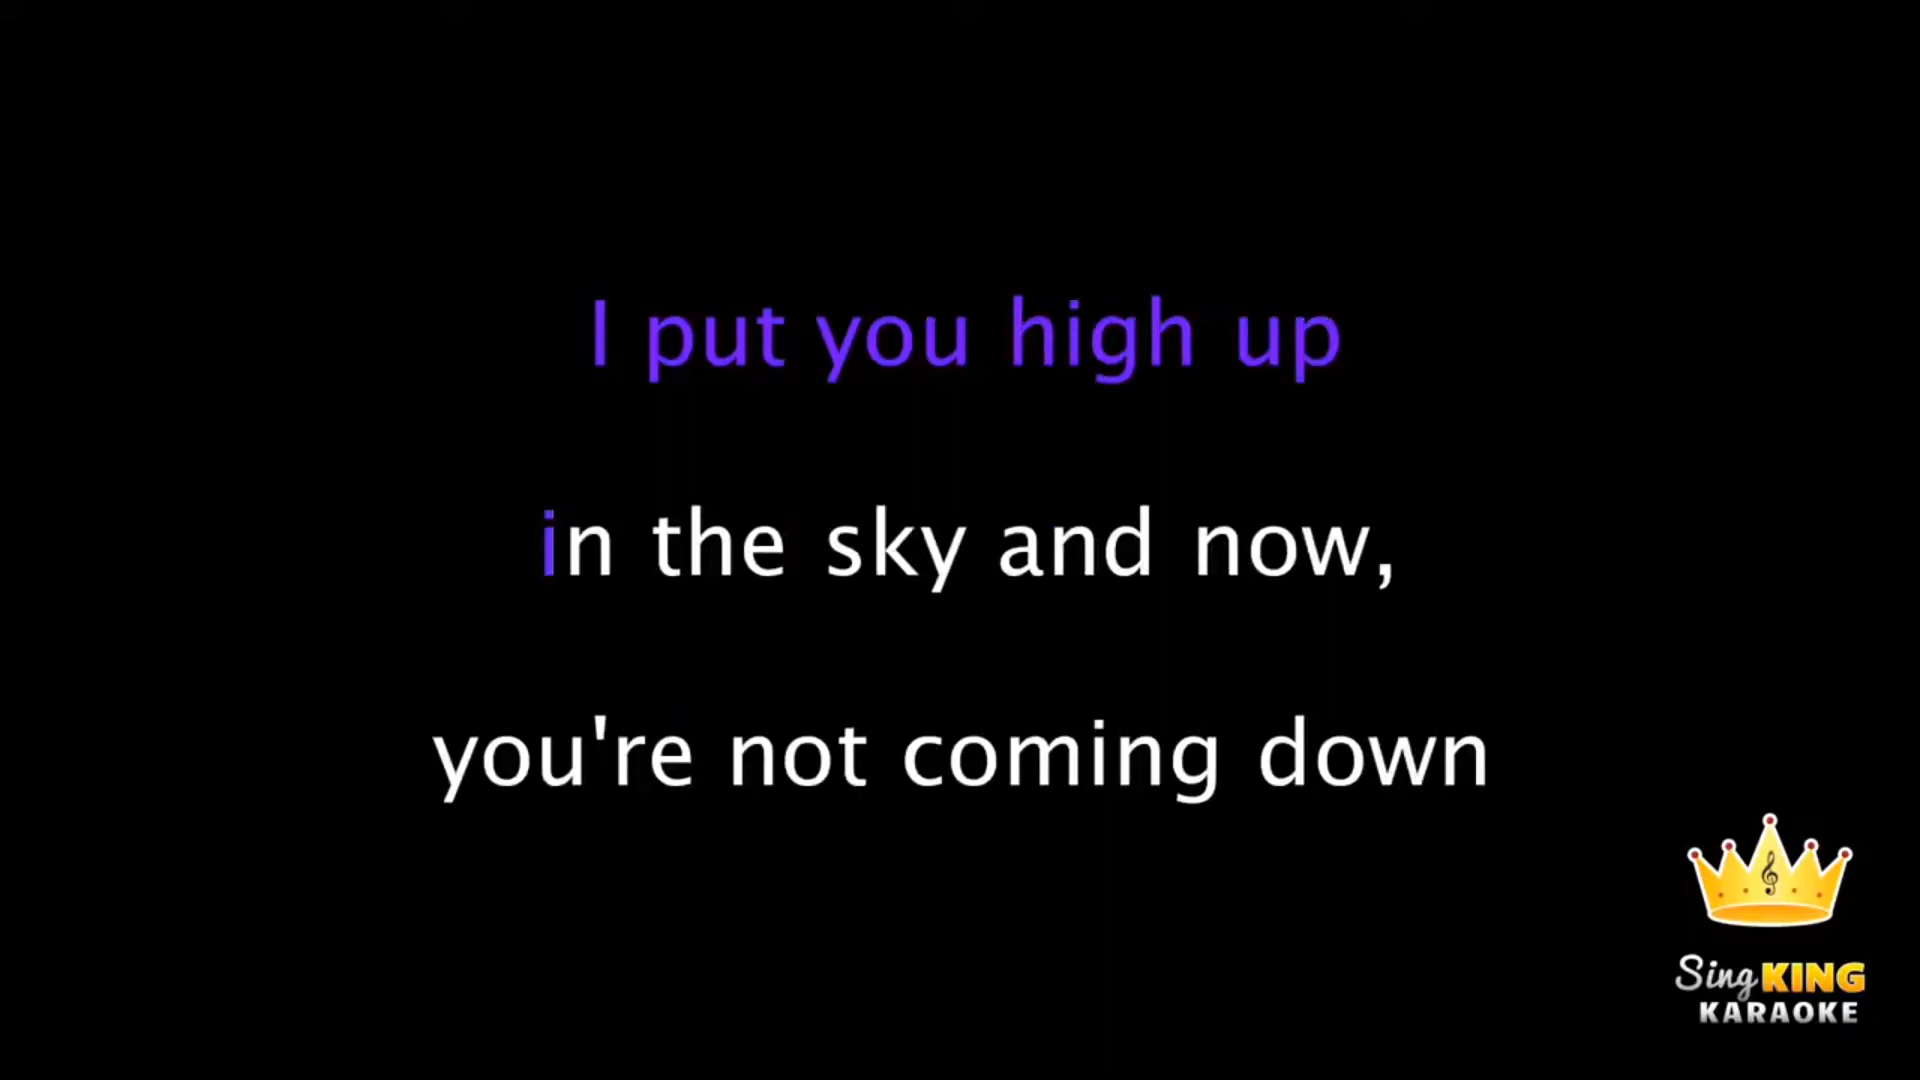 I put you high up
in the sky and now,
you're not coming down
Sing KING
KARAOKE